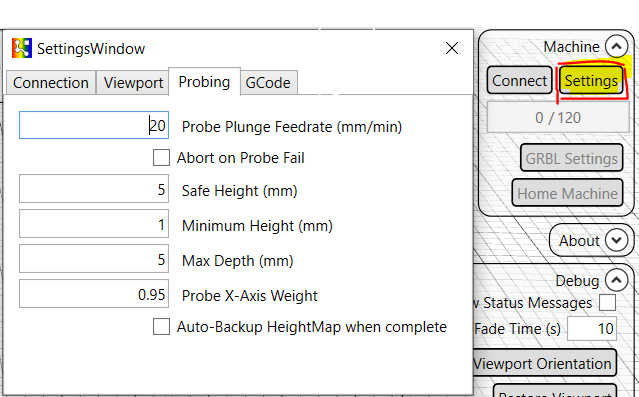 SettingsWindow
Connection Viewport Probing GCode
20 Probe Plunge Feedrate (mm/min)
Abort on Probe Fail
5 Safe Height (mm)
1 Minimum Height (mm)
5 Max Depth (mm)
0.95 Probe X-Axis Weight
Auto-Backup HeightMap when complete
Machine
Connect Settings
0 / 120
GRBL Settings
Home Machine
About
Debug
w Status Messages
Fade Time (s) 10
Viewport Orientation
Restore Viewport